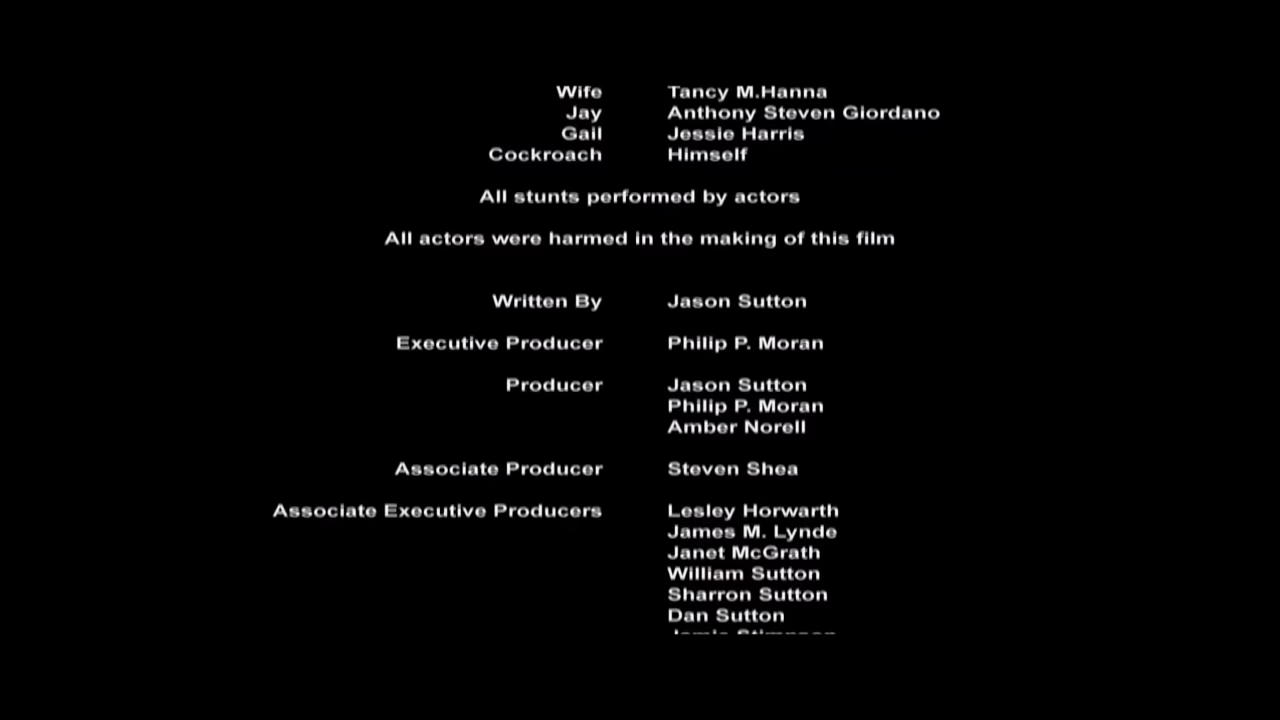 Wife Tancy M.Hanna
Jay Anthony Steven Giordano
Gail Jessie Harris
Cockroach Himself
All stunts performed by actors
All actors were harmed in the making of this film
Written By Jason Sutton
Executive Producer Philip P. Moran
Producer Jason Sutton
Philip P. Moran
Amber Norell
Associate Producer Steven Shea
Associate Executive Producers Lesley Horwarth
James M. Lynde
Janet McGrath
William Sutton
Sharron Sutton
Dan Sutton